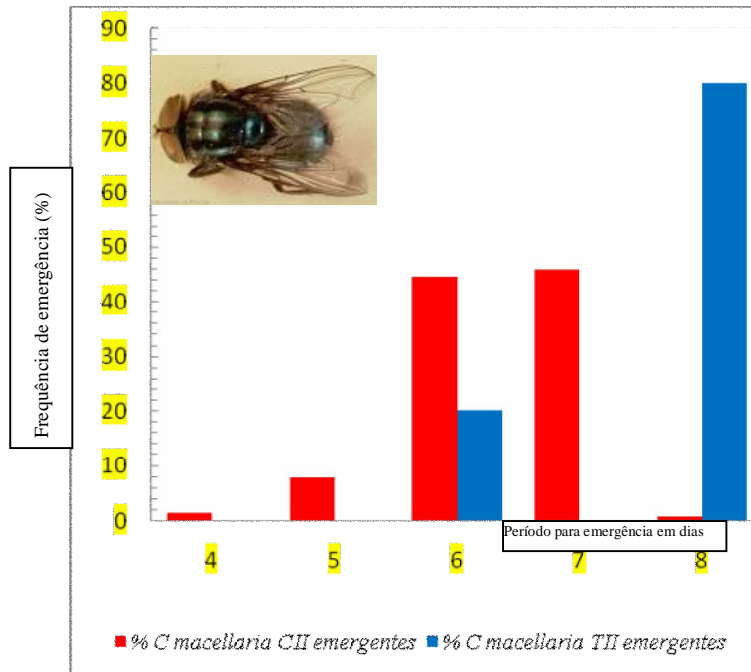 90
80
70
60
50
40
30
20
10
0
Frequência de emergência (%)
Período para emergência em dias
4 5 6 7 8
% C macellaria CII emergentes % C macellaria TII emergentes